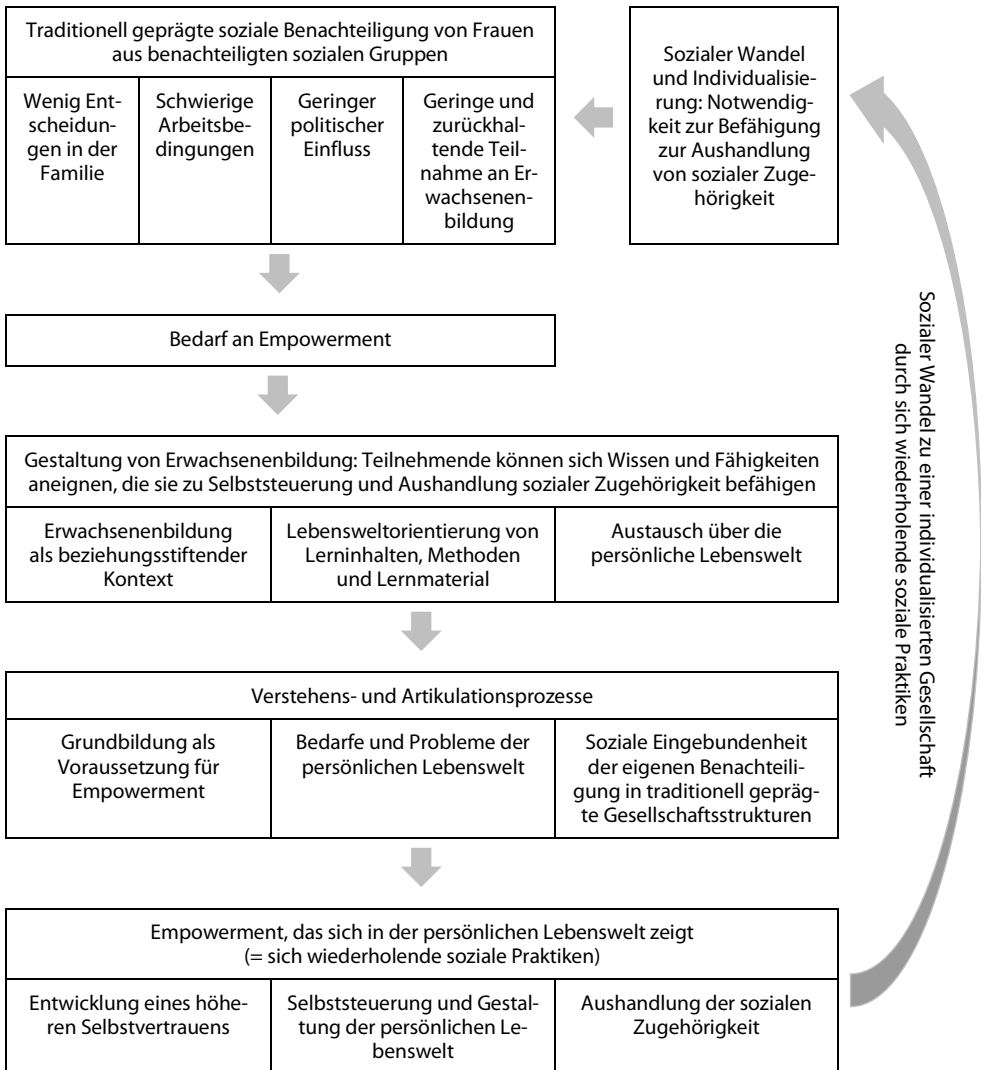 Traditionell geprägte soziale Benachteiligung von Frauen
aus benachteiligten sozialen Gruppen
Wenig Ent-
scheidun-
gen in der
Familie
Schwierige
Arbeitsbe-
dingungen
Geringer
politischer
Einfluss
Geringe und
zurückhal-
tende Teil-
nahme an Er-
wachsenen-
bildung
Sozialer Wandel
und Individualisie-
rung: Notwendig-
keit zur Befähigung
zur Aushandlung
von sozialer Zuge-
hörigkeit
Bedarf an Empowerment
Gestaltung von Erwachsenenbildung: Teilnehmende können sich Wissen und Fähigkeiten
aneignen, die sie zu Selbststeuerung und Aushandlung sozialer Zugehörigkeit befähigen
Erwachsenenbildung
als beziehungsstiftender
Kontext
Lebensweltorientierung von
Lerninhalten, Methoden
und Lernmaterial
Austausch über die
persönliche Lebenswelt
Verstehens- und Artikulationsprozesse
Grundbildung als
Voraussetzung für
Empowerment
Bedarfe und Probleme der
persönlichen Lebenswelt
Soziale Eingebundenheit
der eigenen Benachteili-
gung in traditionell gepräg-
te Gesellschaftsstrukturen
Empowerment, das sich in der persönlichen Lebenswelt zeigt
(= sich wiederholende soziale Praktiken)
Entwicklung eines höhe-
ren Selbstvertrauens
Selbststeuerung und Gestal-
tung der persönlichen Le-
benswelt
Aushandlung der sozialen
Zugehörigkeit
Sozialer Wandel zu einer individualisierten Gesellschaft
durch sich wiederholende soziale Praktiken